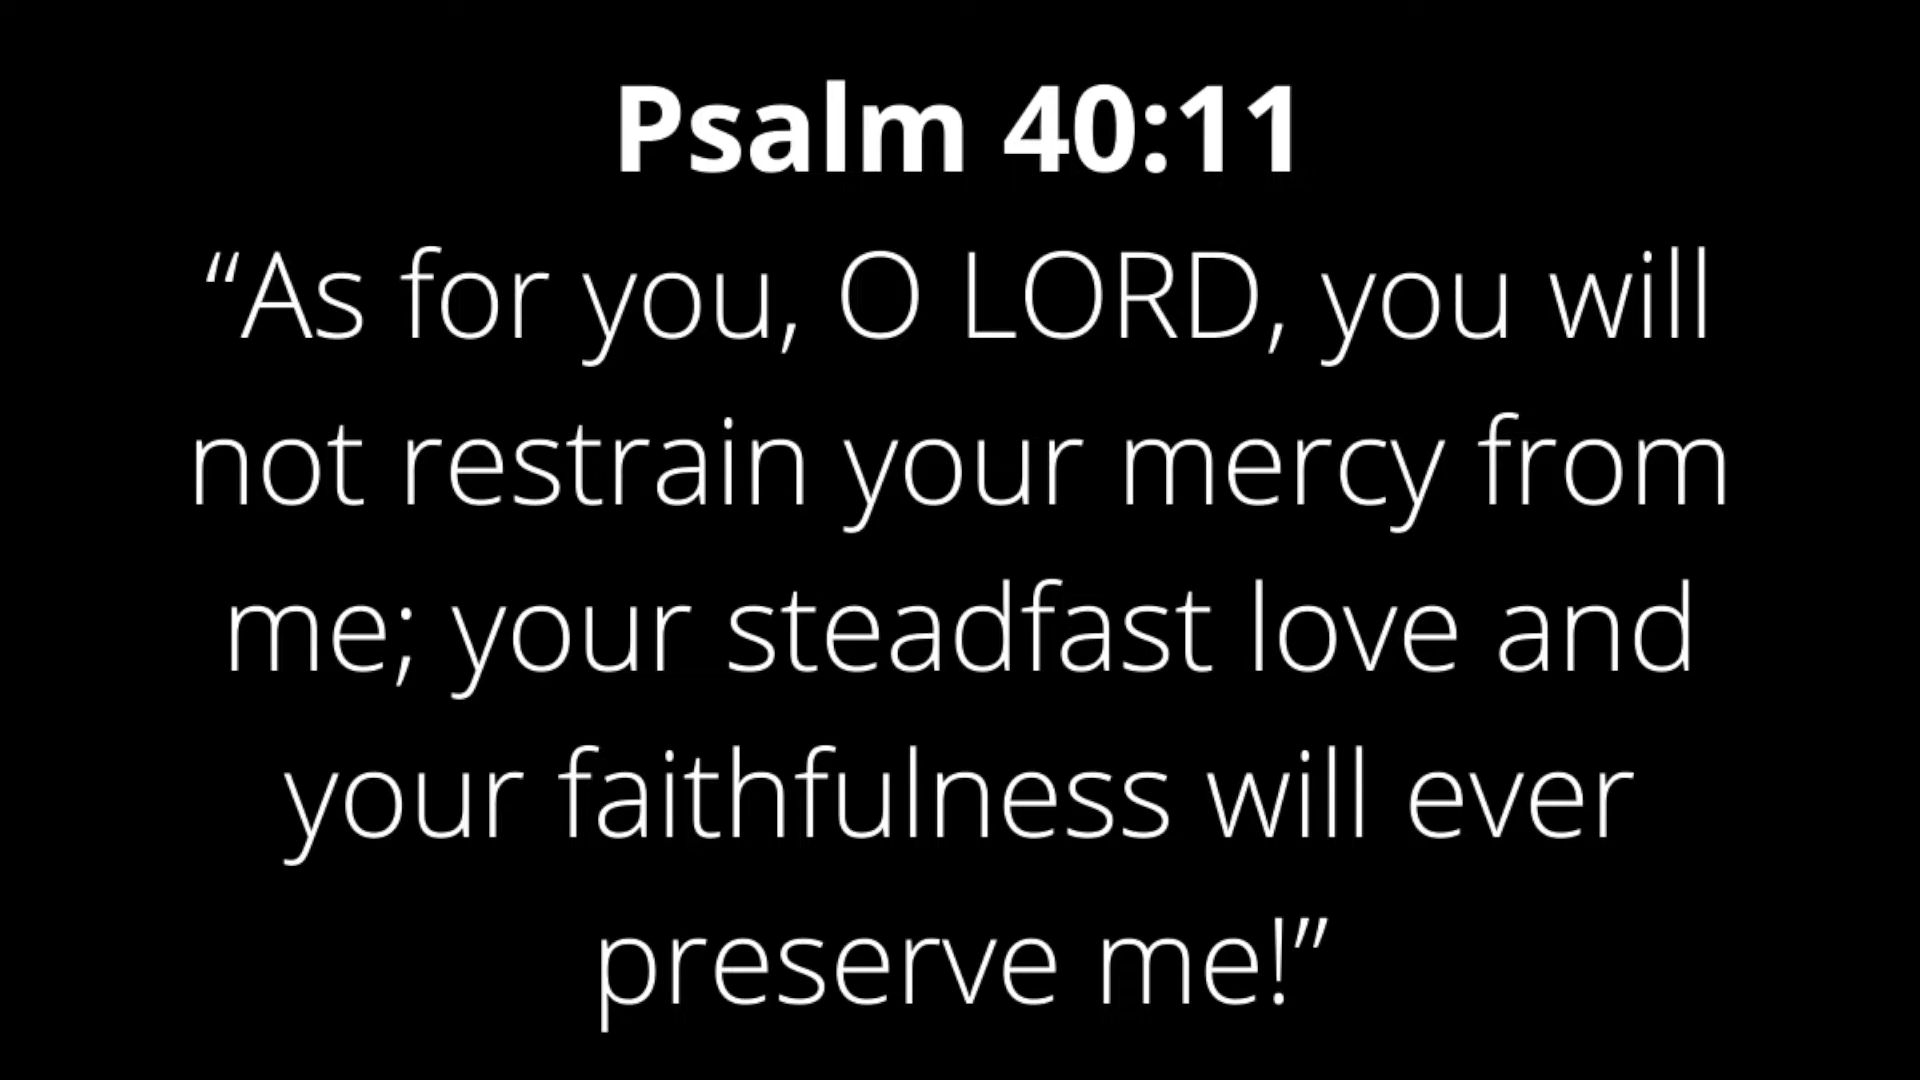 Psalm 40:11
“As for you, O LORD, you will
not restrain your mercy from
me; your steadfast love and
your faithfulness will ever
preserve me!”